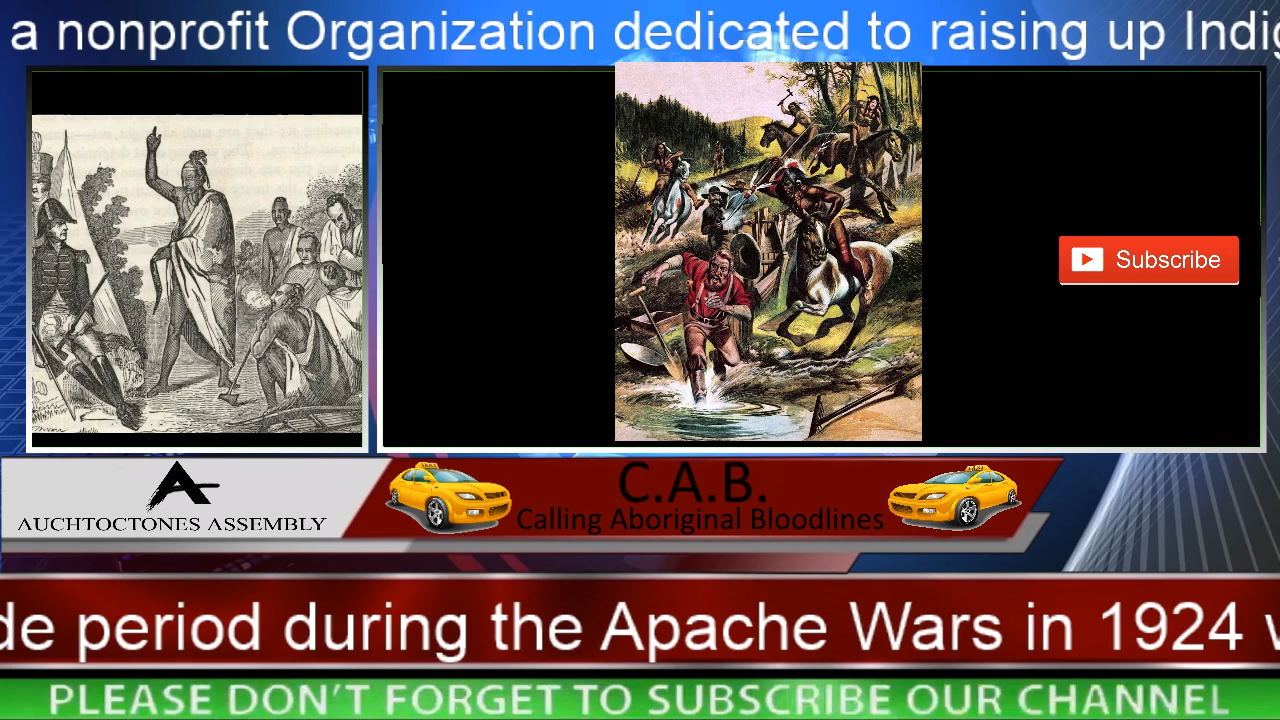 a nonprofit Organization dedicated to raising up Indig
Subscribe
AUCHTOCTONES ASSEMBLY
C.A.B.
Calling Aboriginal Bloodlines
de period during the Apache Wars in 1924
PLEASE DON'T FORGET TO SUBSCRIBE OUR CHANNEL